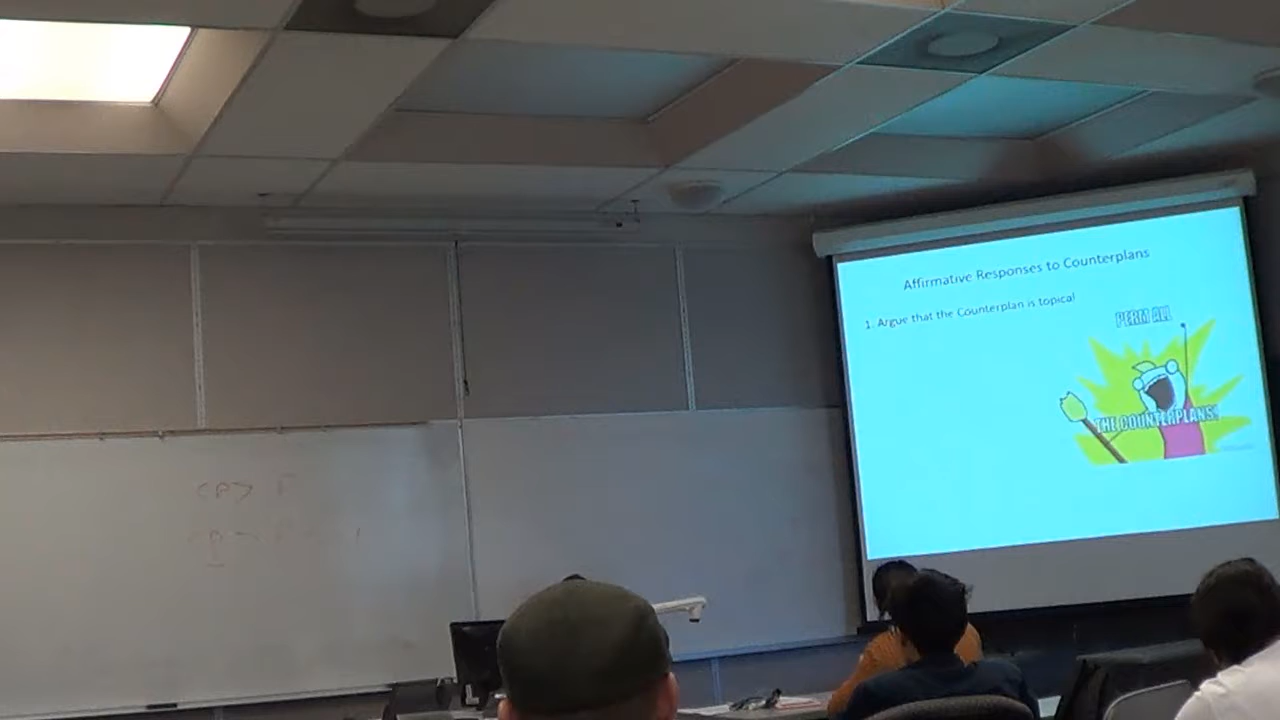 Affirmative Responses to Counterplans
1. Argue that the Counterplan is topical
PERM ALL
THE COUNTERPLANS!